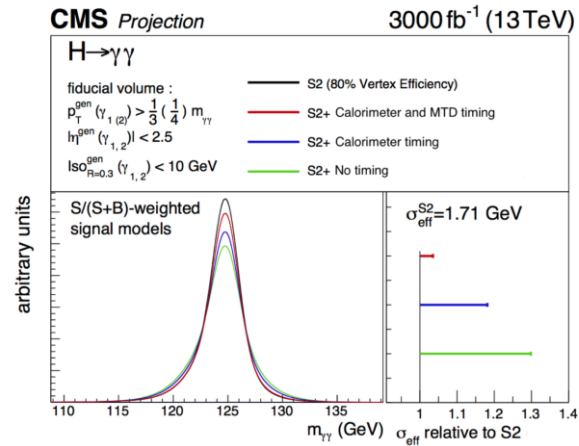 CMS Projection 3000 fb⁻¹ (13 TeV)
H→γγ
fiducial volume :
p_T^gen (γ_1 (2)) > 1/3 (1/4) m_γγ
|η^gen (γ_1, 2)| < 2.5
Iso_R=0.3^gen (γ_1, 2) < 10 GeV
S2 (80% Vertex Efficiency)
S2+ Calorimeter and MTD timing
S2+ Calorimeter timing
S2+ No timing
S/(S+B)-weighted
signal models
σ_eff^S2 = 1.71 GeV
arbitrary units
110 120 130
115 125 135
m_γγ (GeV)
1 1.1 1.2 1.3 1.4
σ_eff relative to S2